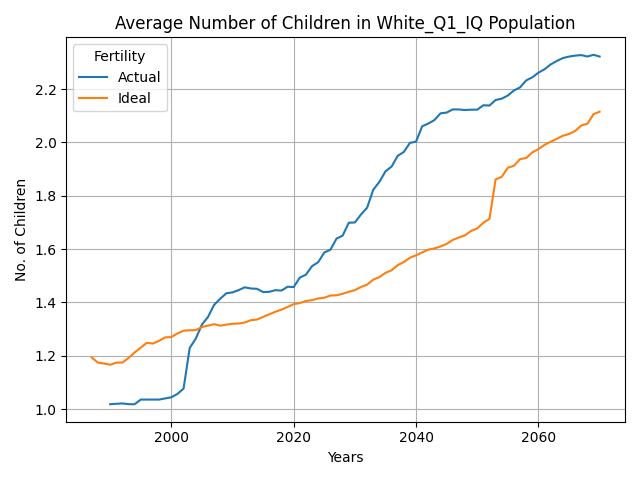 Average Number of Children in White_Q1_IQ Population
Fertility
Actual
Ideal
No. of Children
2.2
2.0
1.8
1.6
1.4
1.2
1.0
2000 2020 2040 2060
Years